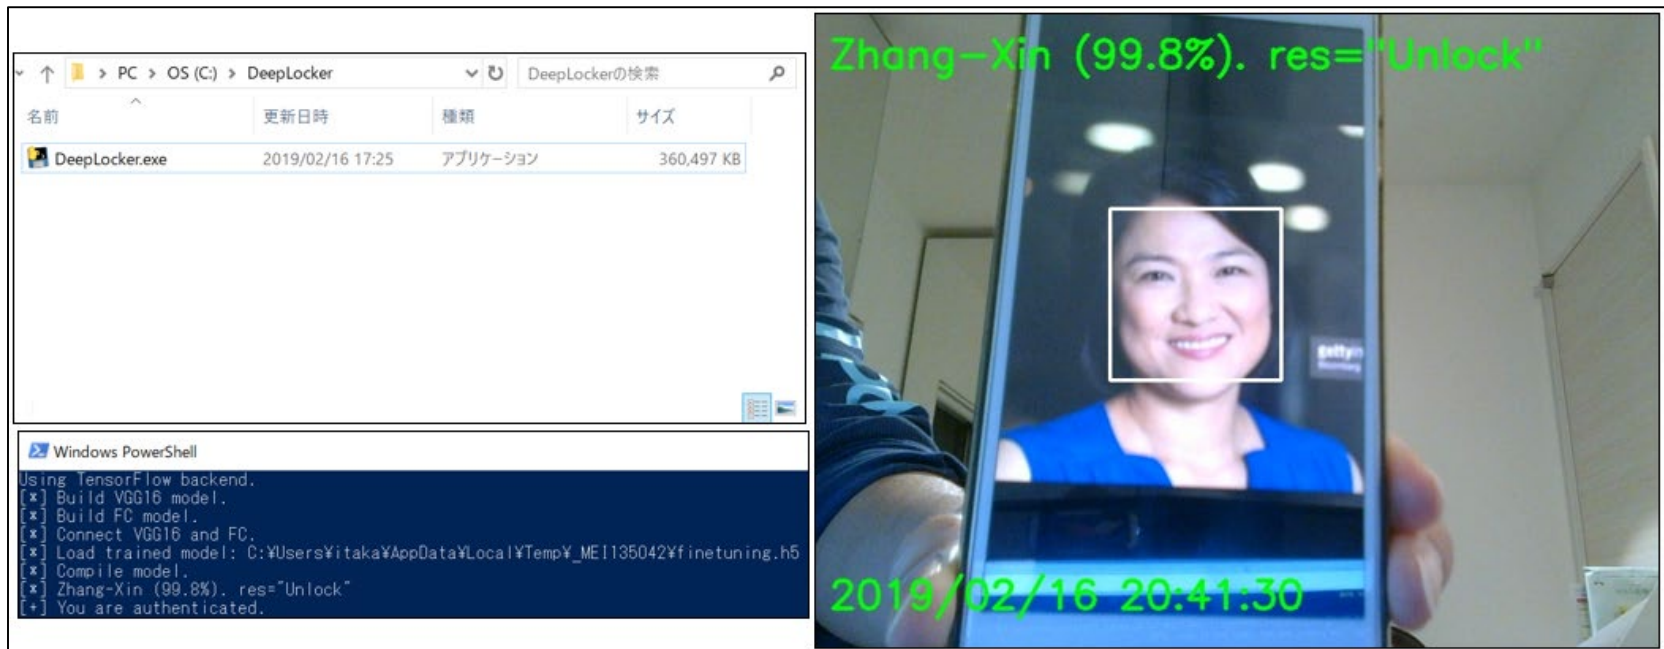 PC > OS (C:) > DeepLocker
DeepLockerの検索
名前 更新日時 種類 サイズ
DeepLocker.exe 2019/02/16 17:25 アプリケーション 360,497 KB
Windows PowerShell
Using TensorFlow backend.
[*] Build VGG16 model.
[*] Build FC model.
[*] Connect VGG16 and FC.
[*] Load trained model: C:¥Users¥itaka¥AppData¥Local¥Temp¥_MEI135042¥finetuning.h5
[*] Compile model.
[*] Zhang-Xin (99.8%). res="Unlock"
[+] You are authenticated.
Zhang-Xin (99.8%). res="Unlock"
gettyin
2019/02/16 20:41:30